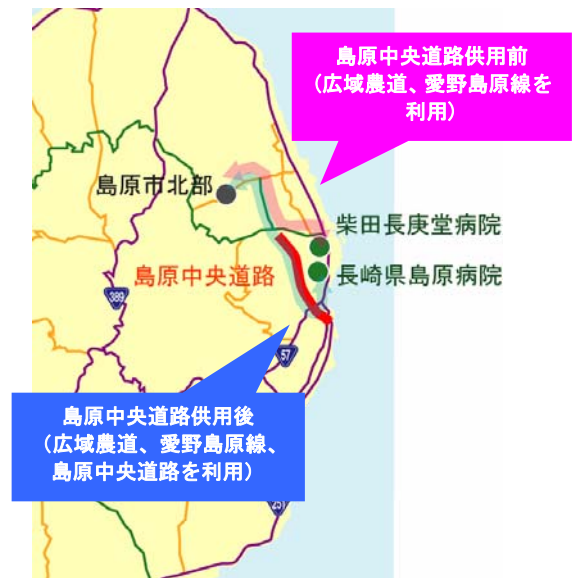 島原中央道路供用前
（広域農道、愛野島原線を
利用）
島原市北部
柴田長庚堂病院
島原中央道路
長崎県島原病院
389
57
島原中央道路供用後
（広域農道、愛野島原線、
島原中央道路を利用）